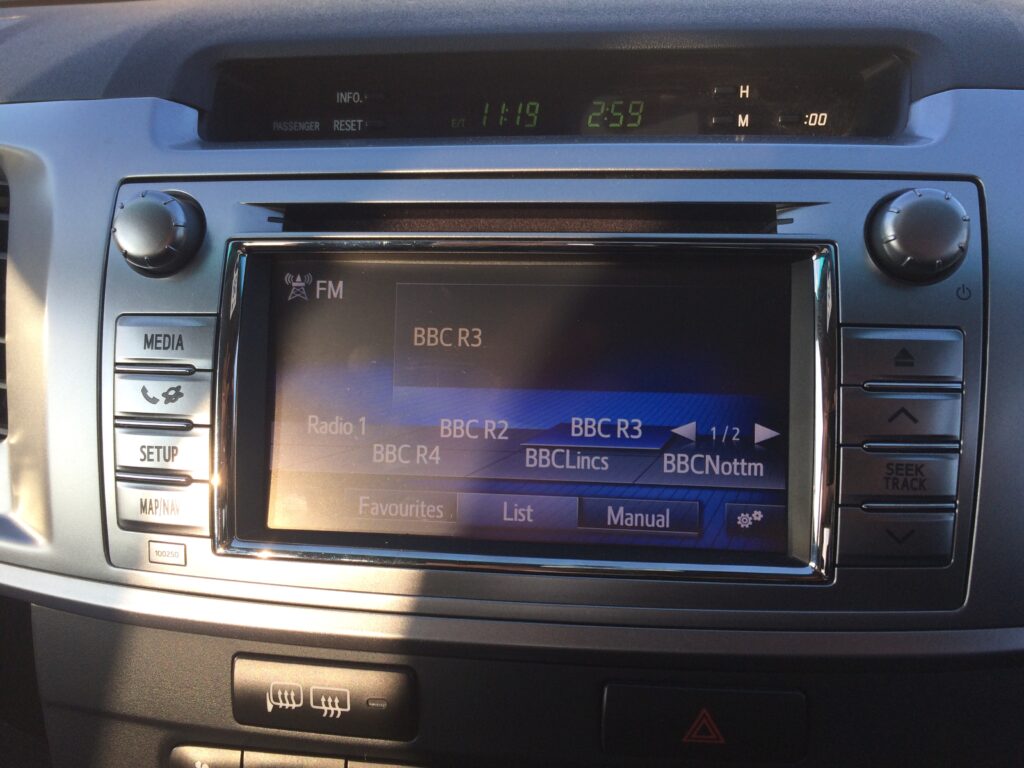 INFO.
H
E/T 11:19 2:59
PASSENGER RESET
M
:00
FM
BBC R3
MEDIA
SETUP
MAP/NAV
100250
Radio 1 BBC R2 BBC R3 1/2
BBC R4 BBCLincs BBCNottm
Favourites List Manual
SEEK
TRACK